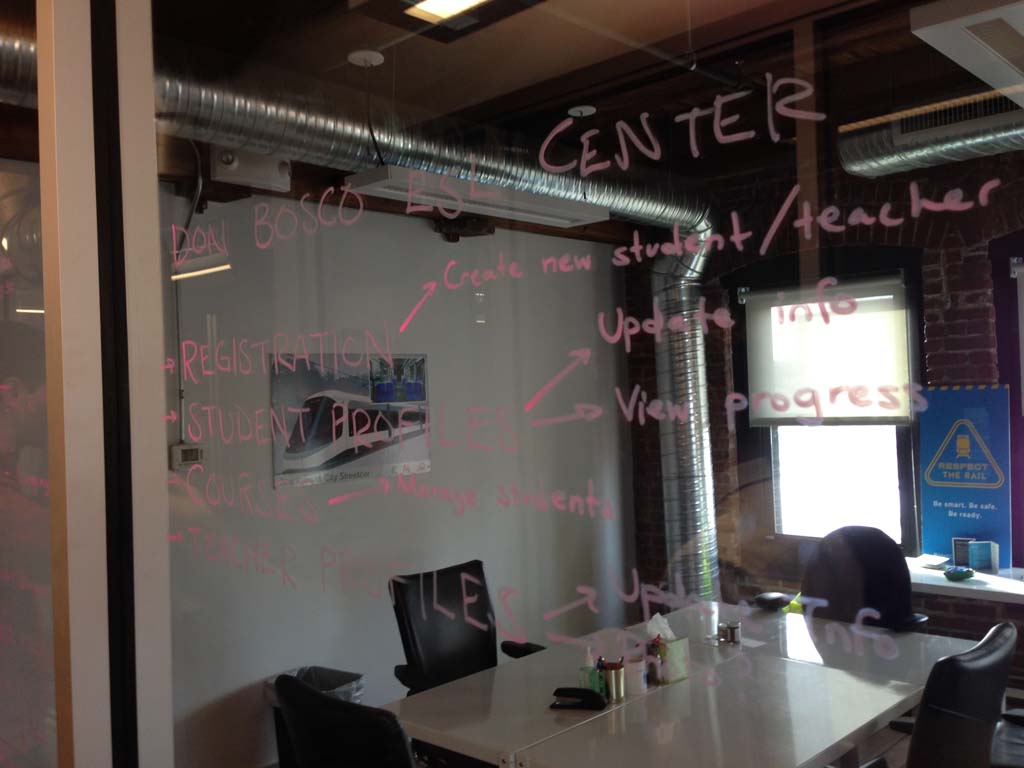 DON BOSCO ESL CENTER
→ REGISTRATION → Create new student/teacher
→ STUDENT PROFILES → Update info
→ View progress
→ COURSES → Manage students
→ TEACHER PROFILES → Update Info
City Streetcar
RESPECT
THE RAIL
Be smart. Be safe.
Be ready.